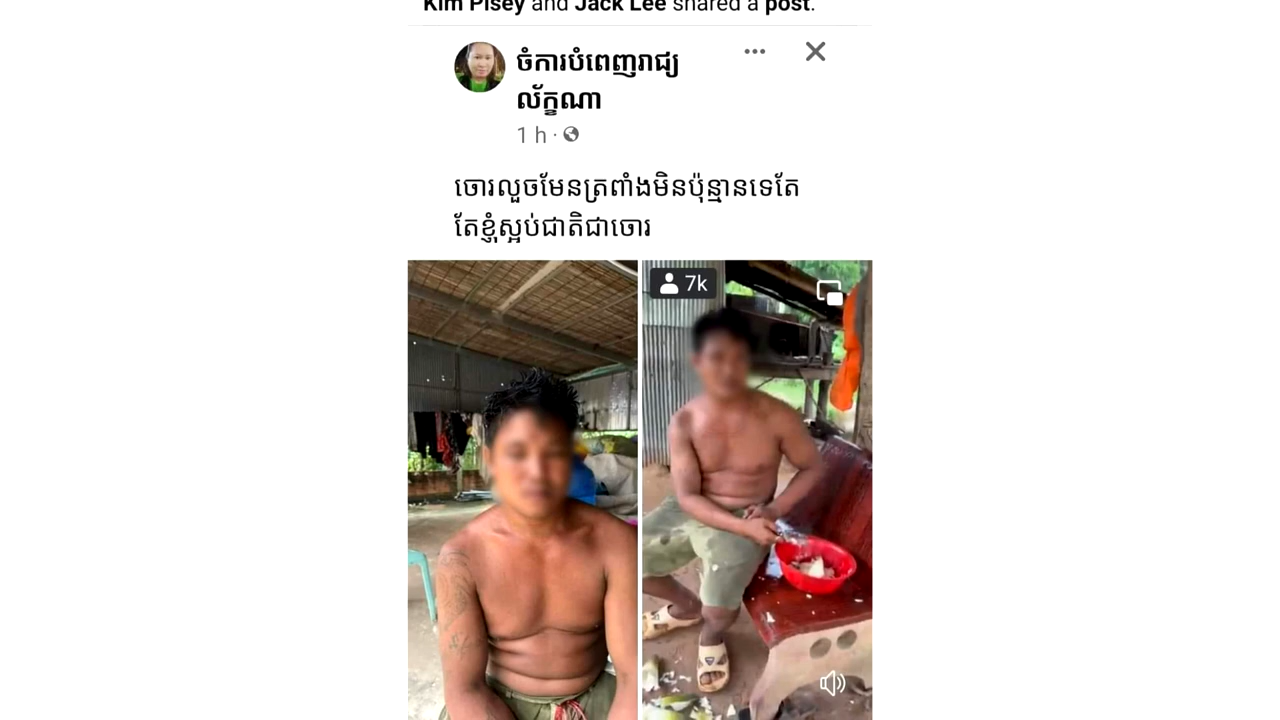 Kim Pisey and Jack Lee shared a post.
ចំការបំពេញរាជ្យ
ល័ក្ខណា
1 h ·
ចោរលួចមែនត្រពាំងមិនប៉ុន្មានទេតែ
តែខ្ញុំស្អប់ជាតិជាចោរ
7k